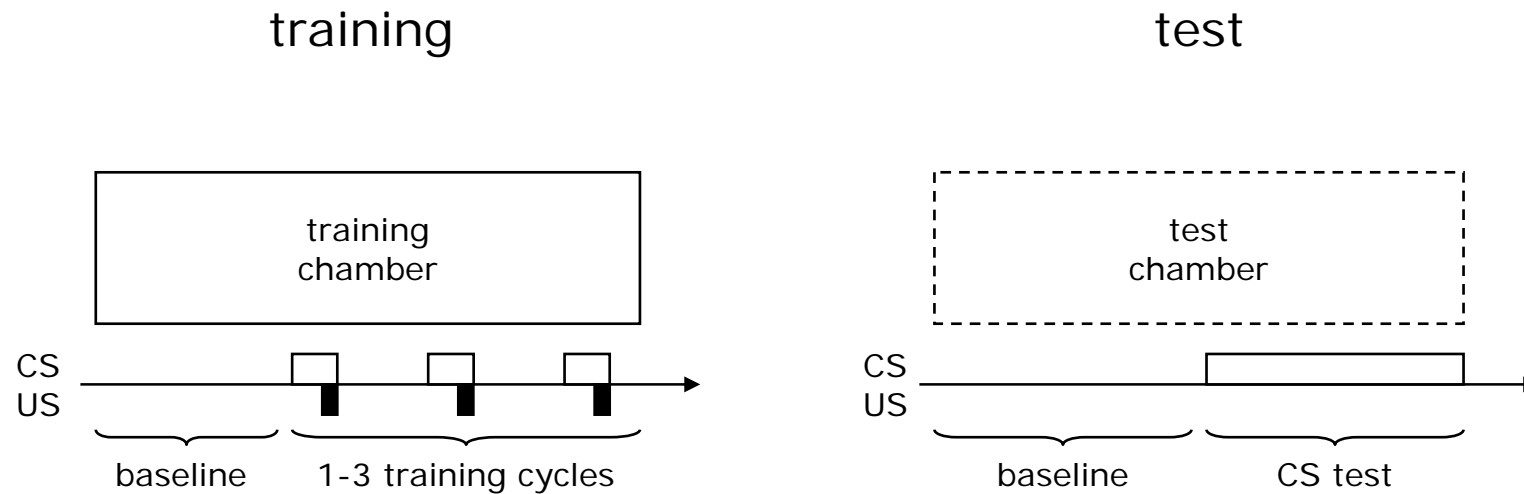 training
test
training
chamber
test
chamber
CS
US
CS
US
baseline
1-3 training cycles
baseline
CS test